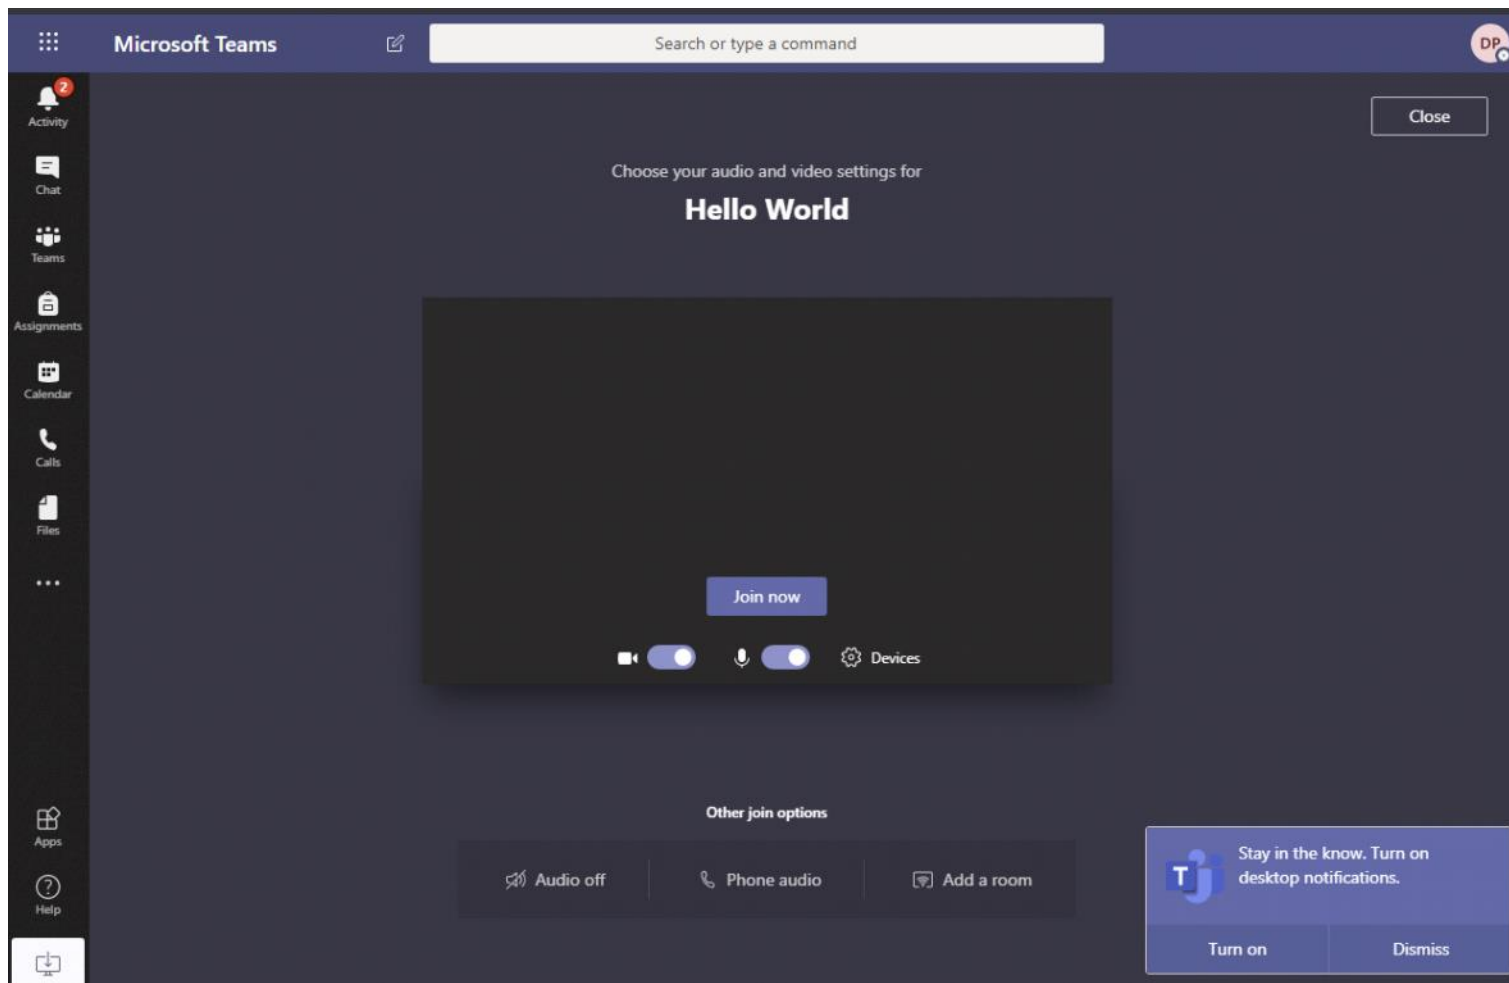 Microsoft Teams
Search or type a command
DP
2
Activity
Chat
Teams
Assignments
Calendar
Calls
Files
Apps
Help
Close
Choose your audio and video settings for
Hello World
Join now
Devices
Other join options
Audio off
Phone audio
Add a room
T
Stay in the know. Turn on
desktop notifications.
Turn on
Dismiss